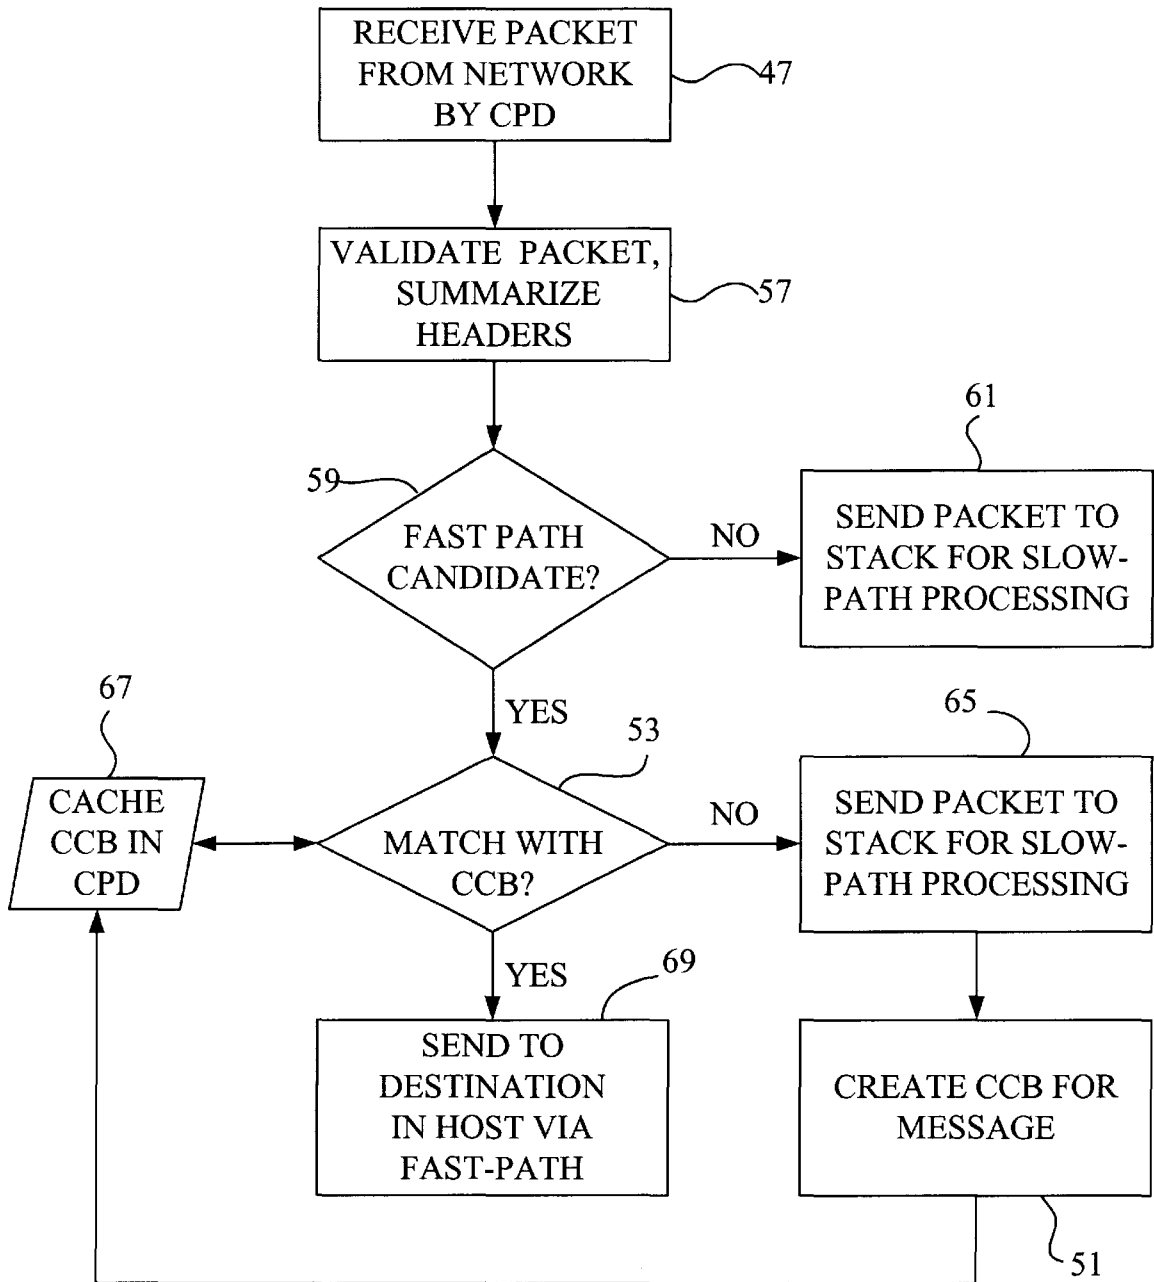 RECEIVE PACKET
FROM NETWORK
BY CPD
47
VALIDATE PACKET,
SUMMARIZE
HEADERS
57
59
FAST PATH
CANDIDATE?
NO
61
SEND PACKET TO
STACK FOR SLOW-
PATH PROCESSING
YES
67
CACHE
CCB IN
CPD
53
MATCH WITH
CCB?
NO
65
SEND PACKET TO
STACK FOR SLOW-
PATH PROCESSING
YES
69
SEND TO
DESTINATION
IN HOST VIA
FAST-PATH
CREATE CCB FOR
MESSAGE
51